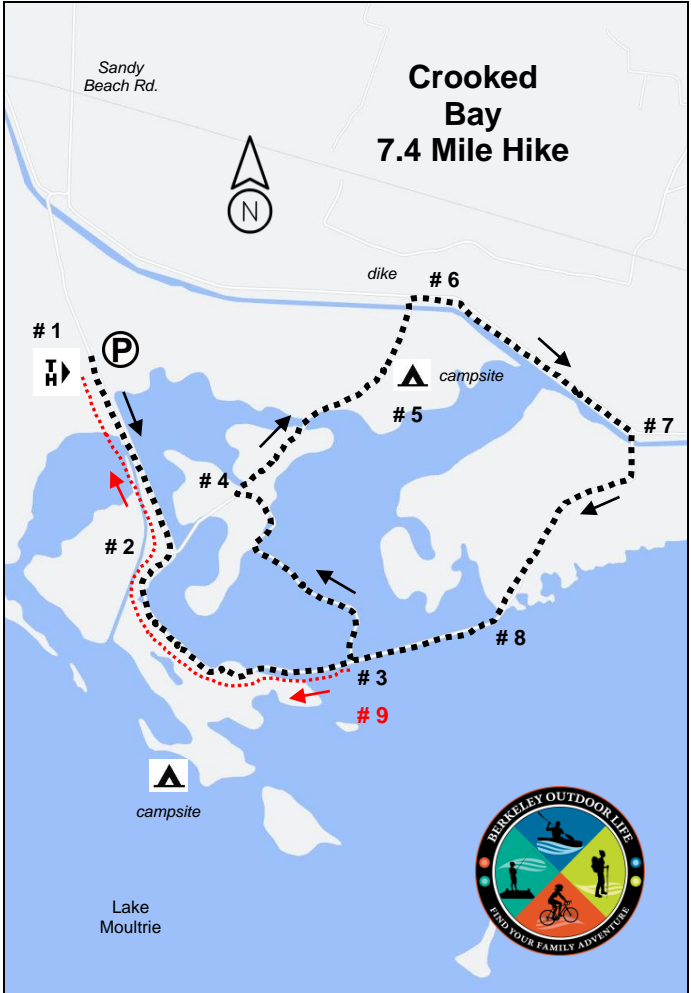 Sandy
Beach Rd.
Crooked
Bay
7.4 Mile Hike
N
dike
# 6
# 1
P
T
H
campsite
# 5
# 7
# 4
# 2
# 8
# 3
# 9
campsite
BERKELEY OUTDOOR LIFE
FIND YOUR FAMILY ADVENTURE
Lake
Moultrie